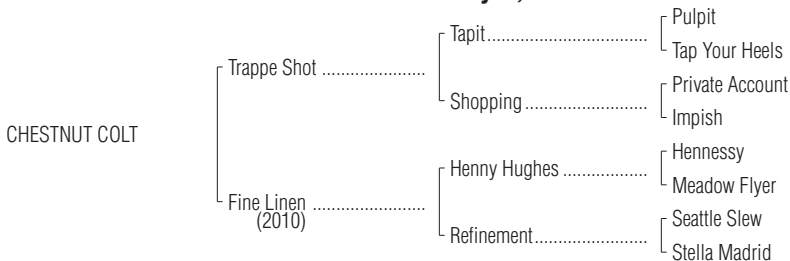 Pulpit
Tapit................................
Tap Your Heels
Trappe Shot ......................
Private Account
Shopping..........................
Impish
CHESTNUT COLT
Hennessy
Henny Hughes ..................
Meadow Flyer
Fine Linen ........................
(2010)
Seattle Slew
Refinement........................
Stella Madrid